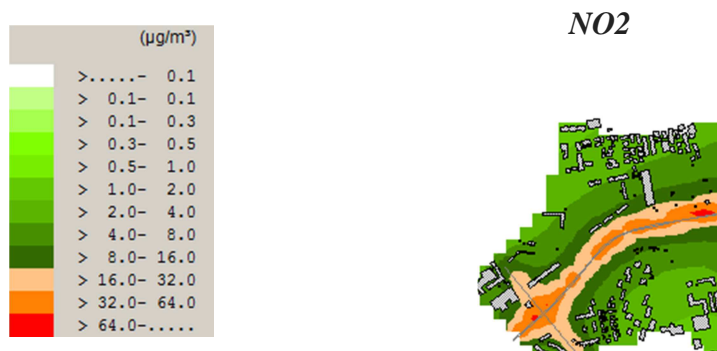 (µg/m³)
NO2
>.....- 0.1
> 0.1- 0.1
> 0.1- 0.3
> 0.3- 0.5
> 0.5- 1.0
> 1.0- 2.0
> 2.0- 4.0
> 4.0- 8.0
> 8.0- 16.0
> 16.0- 32.0
> 32.0- 64.0
> 64.0-.....